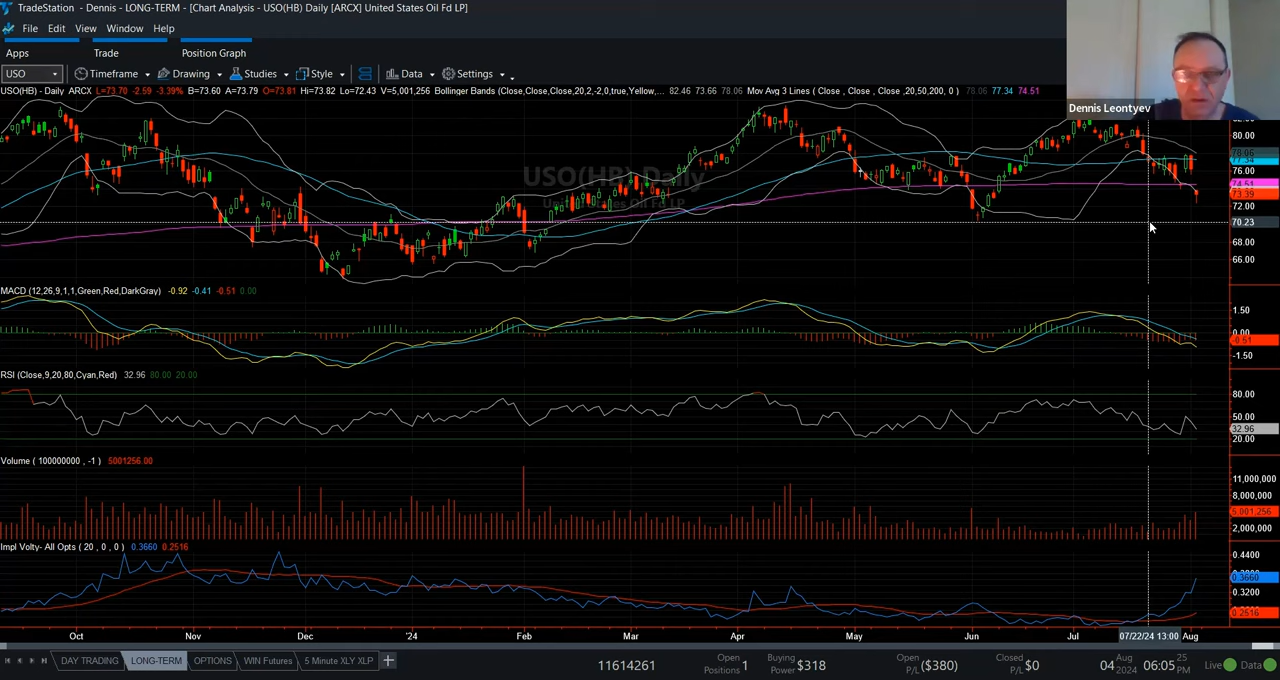 TradeStation - Dennis - LONG-TERM - [Chart Analysis - USO(HB) Daily [ARCX] United States Oil Fd LP]
File Edit View Window Help
Apps Trade Position Graph
USO Timeframe Drawing Studies Style Data Settings
USO(HB) - Daily ARCX L=73.70 -2.59 -3.39% B=73.60 A=73.79 O=73.81 Hi=73.82 Lo=72.43 V=5,001,256 Bollinger Bands (Close,Close,Close,20,2,-2,0,true,Yellow,... 82.46 73.66 78.06 Mov Avg 3 Lines ( Close , Close , Close ,20,50,200, 0 ) 78.06 77.34 74.51
Dennis Leontyev
80.00
78.06
77.34
76.00
USO(HB) Daily
74.51
73.39
72.00
70.23
68.00
66.00
MACD (12,26,9,1,1,Green,Red,DarkGray) -0.92 -0.41 -0.51 0.00
1.50
0.00
-0.51
-1.50
RSI (Close,9,20,80,Cyan,Red) 32.96 80.00 20.00
80.00
50.00
32.96
20.00
Volume ( 100000000 , -1 ) 5001256.00
11,000,000
8,000,000
5,001,256
2,000,000
Impl Volty- All Opts ( 20 , 0 , 0 ) 0.3660 0.2516
0.4400
0.3660
0.3200
0.2516
Oct Nov Dec '24 Feb Mar Apr May Jun Jul 07/22/24 13:00 Aug
DAY TRADING LONG-TERM OPTIONS WIN Futures 5 Minute XLY XLP
11614261 Open Positions 1 Buying Power $318 Open P/L ($380) Closed P/L $0 04 Aug 2024 06:05 25 PM Live Data